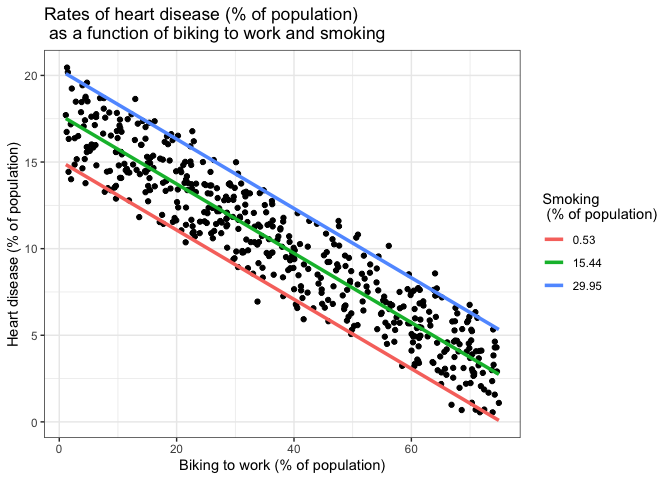 Rates of heart disease (% of population)
as a function of biking to work and smoking
Heart disease (% of population)
20
15
10
5
0
0
20
40
60
Biking to work (% of population)
Smoking
(% of population)
0.53
15.44
29.95